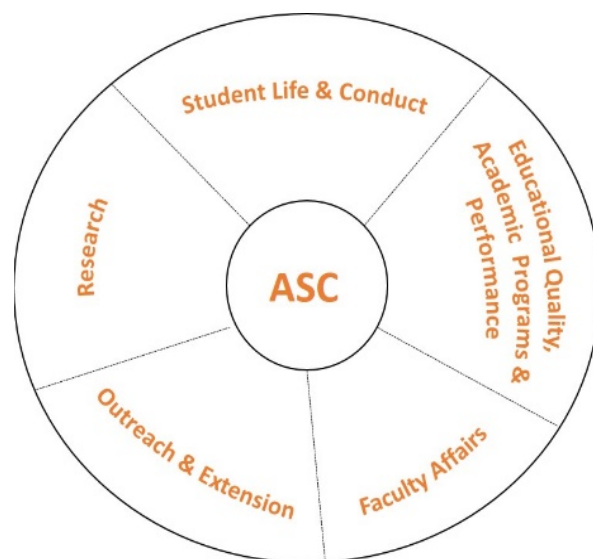 Student Life & Conduct
Educational Quality,
Academic Programs &
Performance
Research
ASC
Outreach & Extension
Faculty Affairs